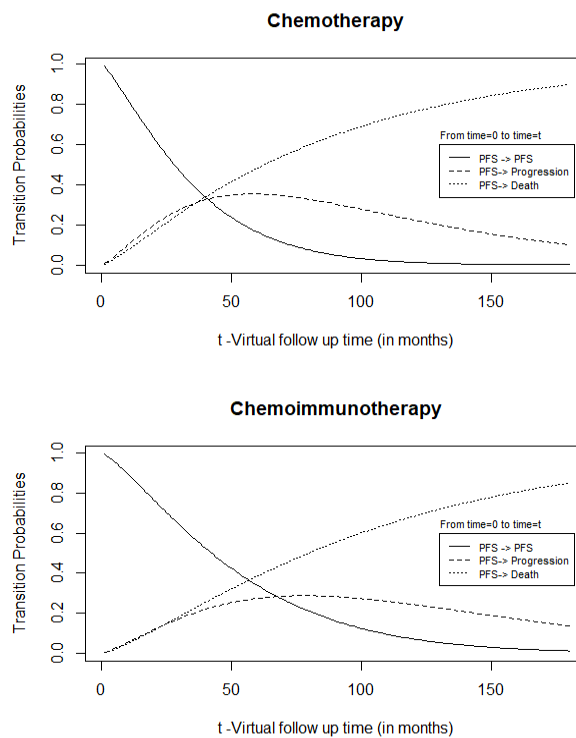 Chemotherapy
Transition Probabilities
1.0
0.8
0.6
0.4
0.2
0.0
From time=0 to time=t
PFS -> PFS
PFS-> Progression
PFS-> Death
0 50 100 150
t -Virtual follow up time (in months)
Chemoimmunotherapy
Transition Probabilities
1.0
0.8
0.6
0.4
0.2
0.0
From time=0 to time=t
PFS -> PFS
PFS-> Progression
PFS-> Death
0 50 100 150
t -Virtual follow up time (in months)